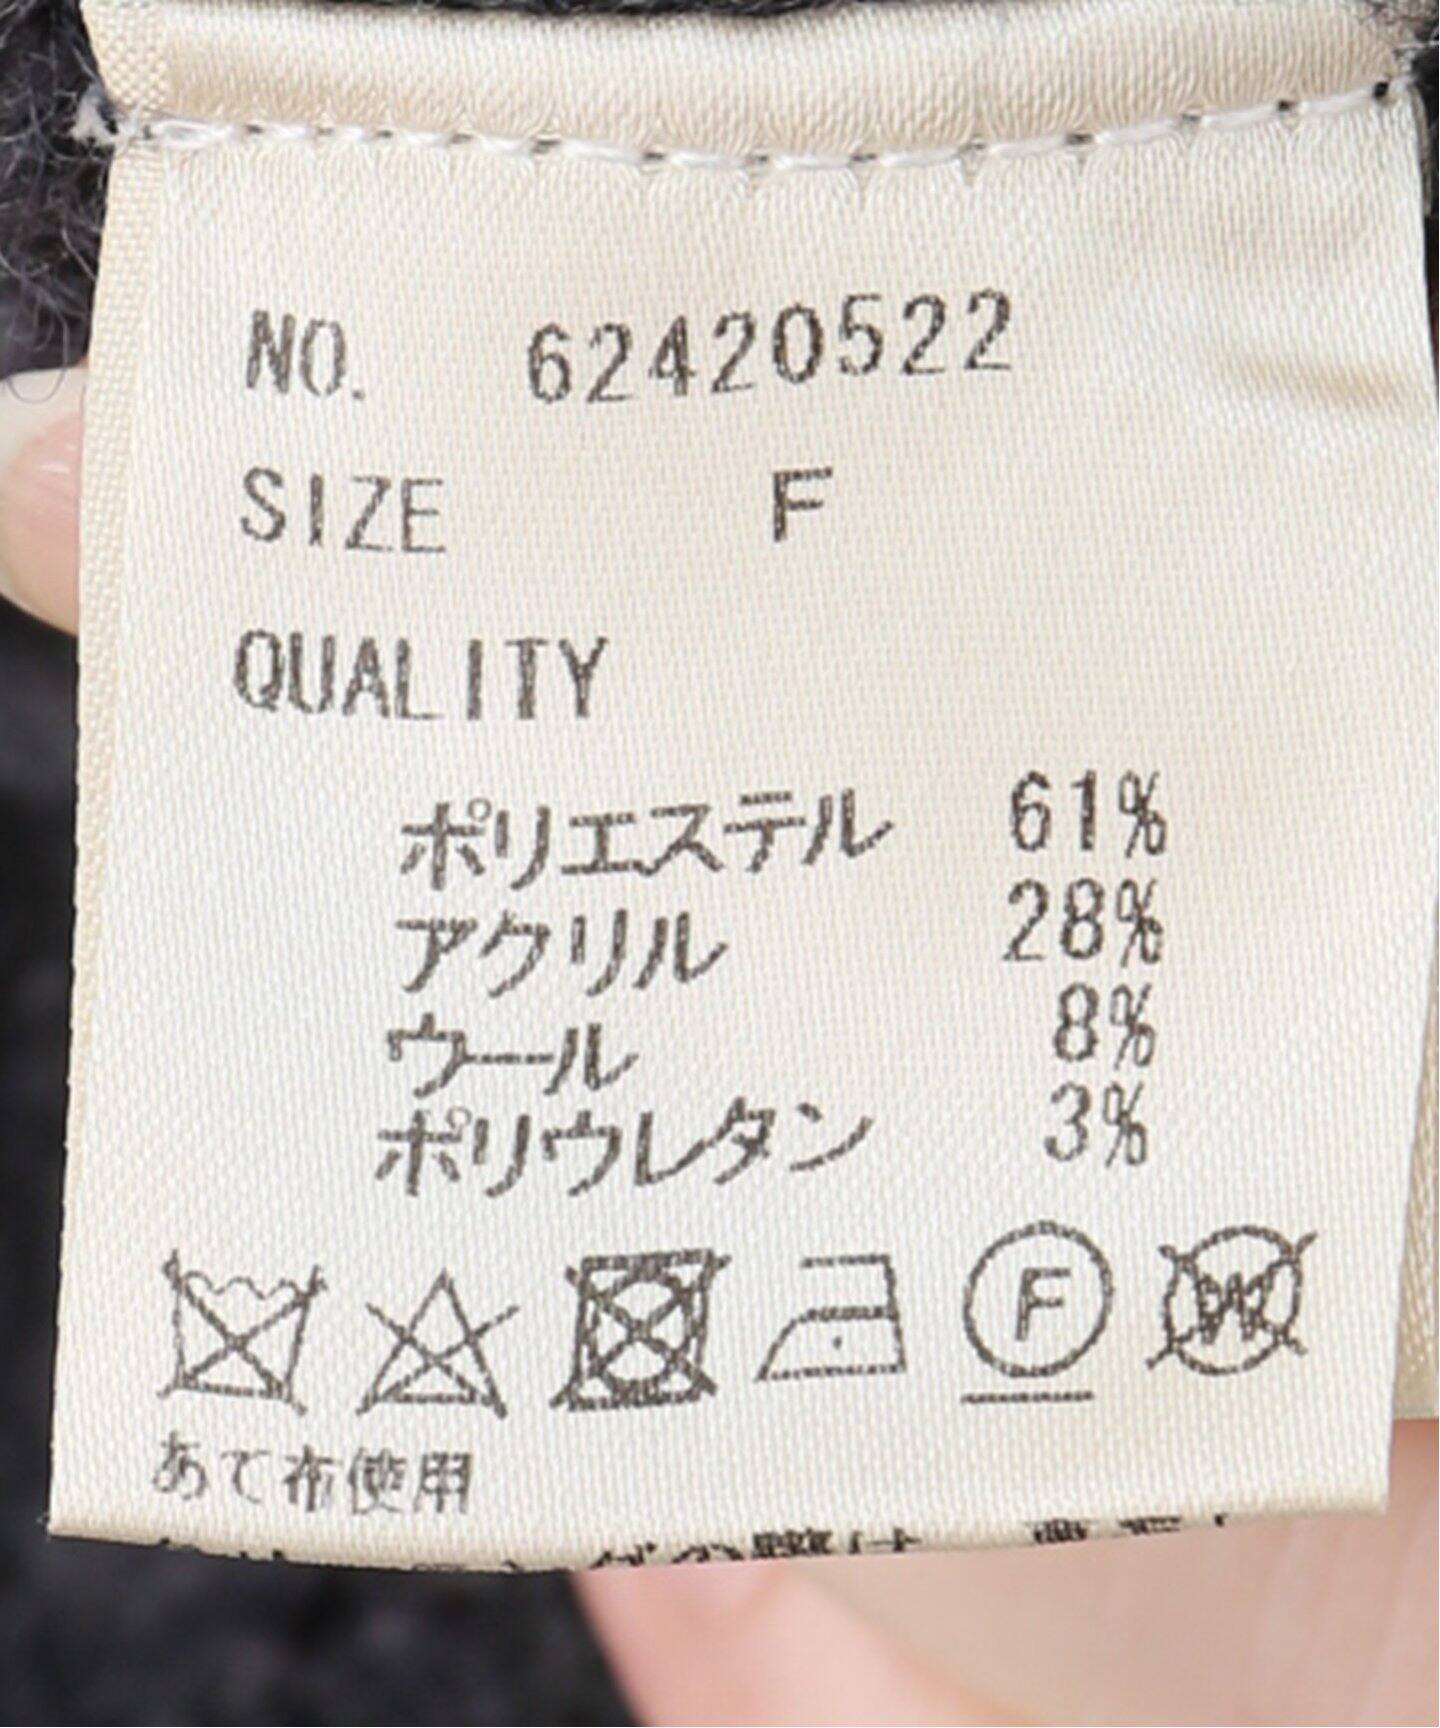 NO. 62420522
SIZE F
QUALITY
ポリエステル 61%
アクリル 28%
ウール 8%
ポリウレタン 3%
F W
あて布使用